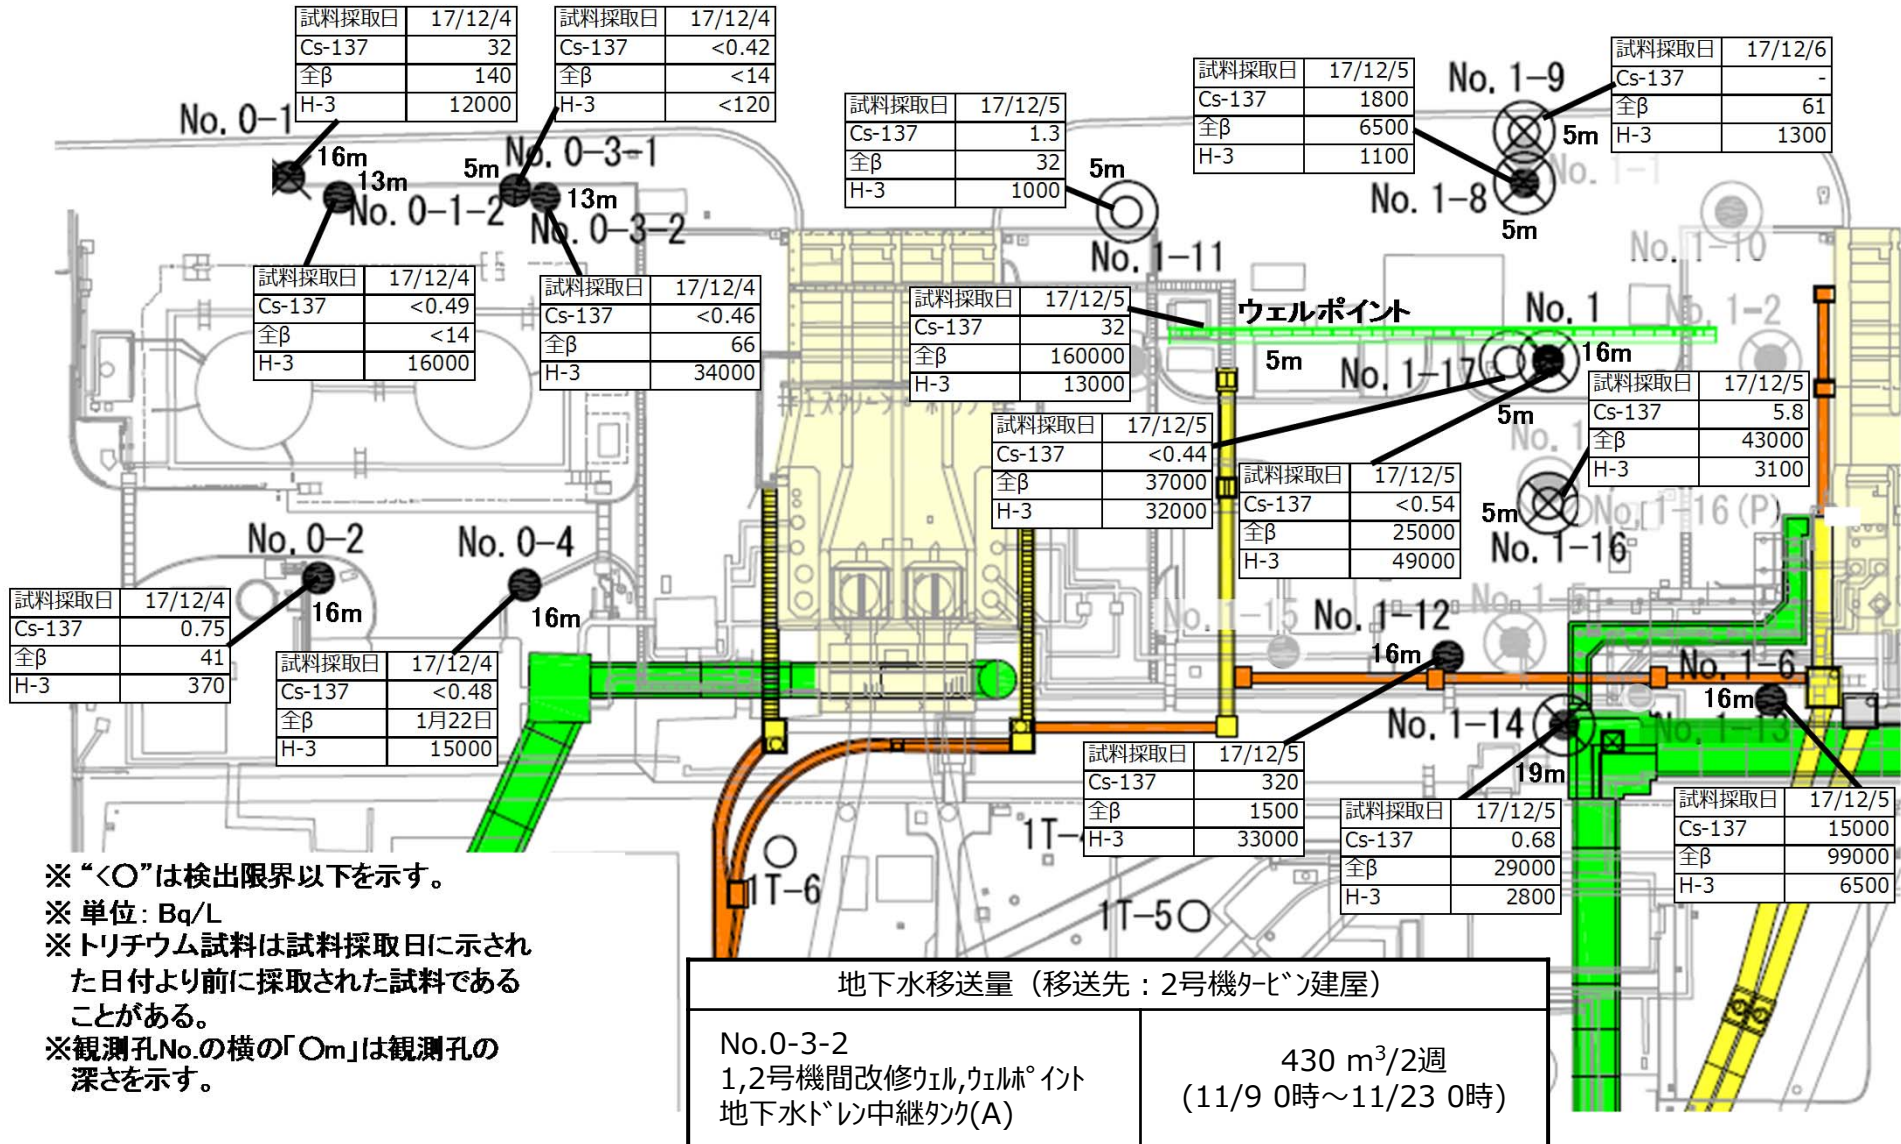 試料採取日 17/12/4
Cs-137 32
全β 140
H-3 12000
試料採取日 17/12/4
Cs-137 <0.42
全β <14
H-3 <120
試料採取日 17/12/5
Cs-137 1.3
全β 32
H-3 1000
試料採取日 17/12/5
Cs-137 1800
全β 6500
H-3 1100
試料採取日 17/12/6
Cs-137 -
全β 61
H-3 1300
No. 0-1
16m
13m
No. 0-1-2
5m
No. 0-3-1
13m
No. 0-3-2
5m
No. 1-11
No. 1-9
5m
No. 1-1
No. 1-8
5m
No. 1-10
試料採取日 17/12/4
Cs-137 <0.49
全β <14
H-3 16000
試料採取日 17/12/4
Cs-137 <0.46
全β 66
H-3 34000
試料採取日 17/12/5
Cs-137 32
全β 160000
H-3 13000
ウェルポイント
5m
No. 1
16m
No. 1-2
No. 1-17
5m
試料採取日 17/12/5
Cs-137 5.8
全β 43000
H-3 3100
試料採取日 17/12/5
Cs-137 <0.44
全β 37000
H-3 32000
試料採取日 17/12/5
Cs-137 <0.54
全β 25000
H-3 49000
5m
No. 1-16(P)
No. 1-16
No. 0-2
16m
No. 0-4
16m
試料採取日 17/12/4
Cs-137 0.75
全β 41
H-3 370
試料採取日 17/12/4
Cs-137 <0.48
全β 1月22日
H-3 15000
No. 1-15
No. 1-12
16m
No. 1-5
No. 1-6
16m
No. 1-14
19m
No. 1-13
試料採取日 17/12/5
Cs-137 320
全β 1500
H-3 33000
試料採取日 17/12/5
Cs-137 0.68
全β 29000
H-3 2800
試料採取日 17/12/5
Cs-137 15000
全β 99000
H-3 6500
1T-6
1T-4
1T-5
※ “<○”は検出限界以下を示す。
※ 単位: Bq/L
※トリチウム試料は試料採取日に示され
た日付より前に採取された試料である
ことがある。
※観測孔No.の横の「○m」は観測孔の
深さを示す。
地下水移送量（移送先：2号機ﾀｰﾋﾞﾝ建屋）
No.0-3-2
1,2号機間改修ｳｪﾙ,ｳｪﾙﾎﾟｲﾝﾄ
地下水ﾄﾞﾚﾝ中継ﾀﾝｸ(A)
430 m³/2週
(11/9 0時～11/23 0時)